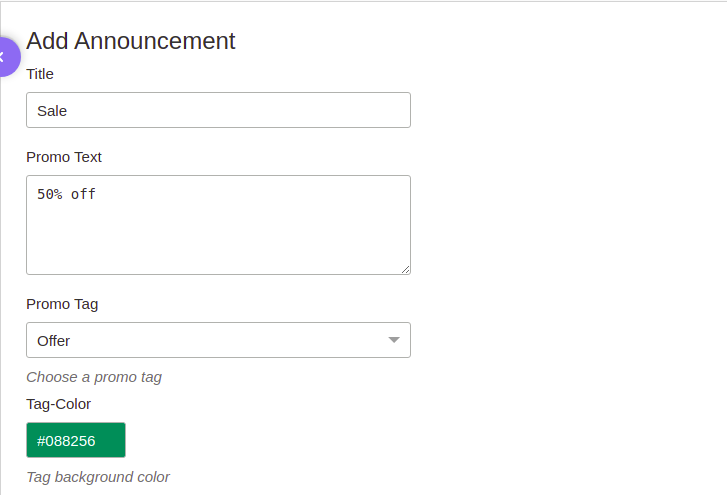 Add Announcement
Title
Sale
Promo Text
50% off
Promo Tag
Offer
Choose a promo tag
Tag-Color
#088256
Tag background color